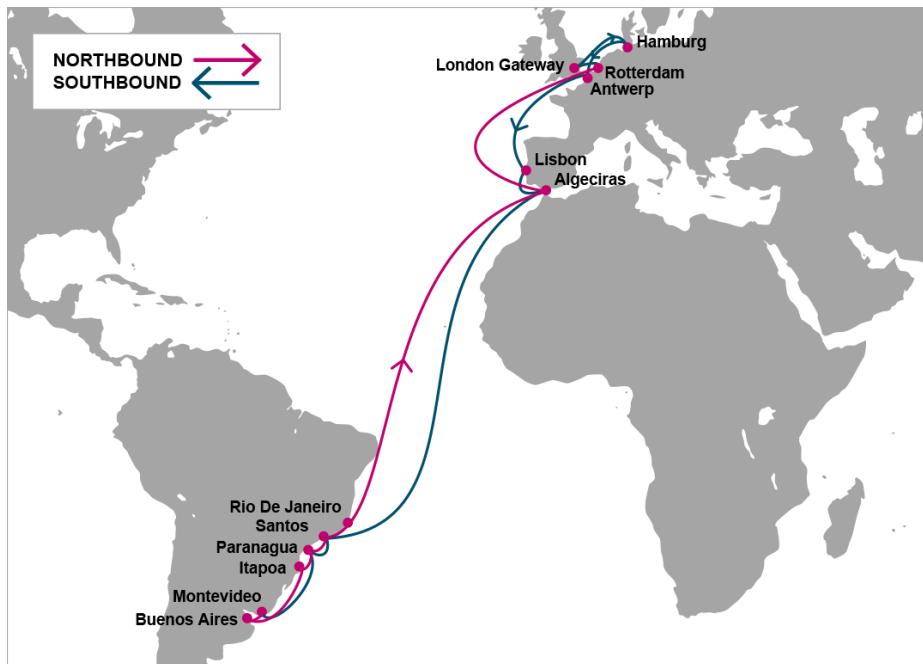 NORTHBOUND
SOUTHBOUND
Hamburg
London Gateway
Rotterdam
Antwerp
Lisbon
Algeciras
Rio De Janeiro
Santos
Paranagua
Itapoa
Montevideo
Buenos Aires